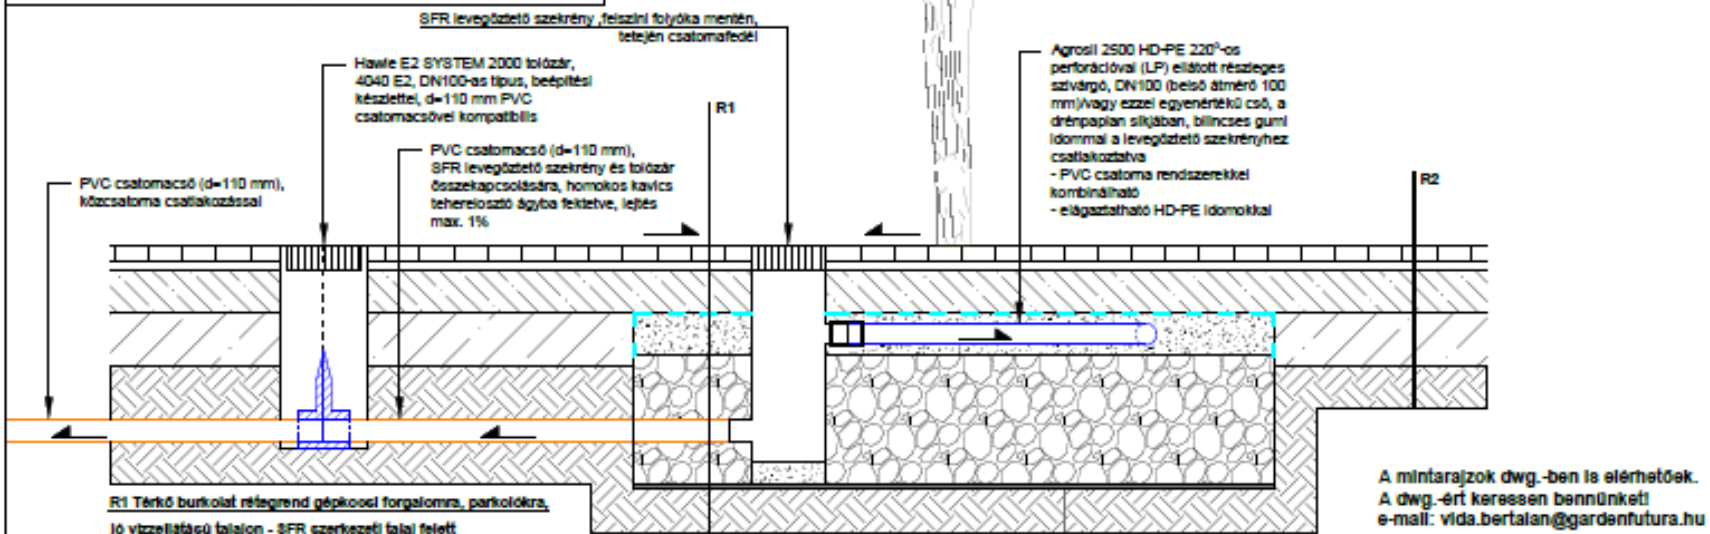 SFR levegőztető szekrény ,felszíni folyóka mentén,
tetején csatornafedél
Hawle E2 SYSTEM 2000 tolózár,
4040 E2, DN100-as típus, beépítési
készlettel, d=110 mm PVC
csatornacsővel kompatibilis
R1
Agrosil 2500 HD-PE 220°-os
perforációval (LP) ellátott részleges
szivárgó, DN100 (belső átmérő 100
mm)/vagy ezzel egyenértékű cső, a
drénpaplan síkjában, bilincses gumi
idommal a levegőztető szekrényhez
csatlakoztatva
- PVC csatorna rendszerekkel
kombinálható
- elágaztatható HD-PE idomokkal
PVC csatornacső (d=110 mm),
SFR levegőztető szekrény és tolózár
összekapcsolására, homokos kavics
teherelosztó ágyba fektetve, lejtés
max. 1%
PVC csatornacső (d=110 mm),
közcsatorna csatlakozással
R2
R1 Térkő burkolat rétegrend gépkocsi forgalomra, parkolókra,
jó vízzellátású talajon - SFR szerkezeti talaj felett
A mintarajzok dwg.-ben is elérhetőek.
A dwg.-ért keressen bennünket!
e-mail: vida.bertalan@gardenfutura.hu